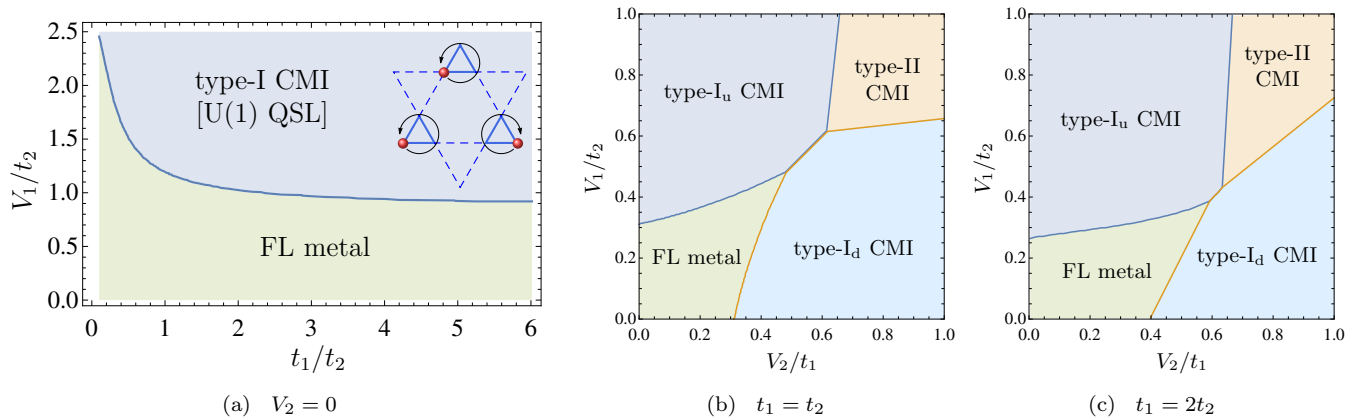 2.5
2.0
1.5
1.0
0.5
0.0
V₁/t₂
type-I CMI
[U(1) QSL]
FL metal
0 1 2 3 4 5 6
t₁/t₂
(a) V₂ = 0
1.0
0.8
0.6
0.4
0.2
0.0
V₁/t₂
type-Iᵤ CMI
type-II
CMI
FL metal
type-I_d CMI
0.0 0.2 0.4 0.6 0.8 1.0
V₂/t₁
(b) t₁ = t₂
1.0
0.8
0.6
0.4
0.2
0.0
V₁/t₂
type-Iᵤ CMI
type-II
CMI
FL metal
type-I_d CMI
0.0 0.2 0.4 0.6 0.8 1.0
V₂/t₁
(c) t₁ = 2t₂